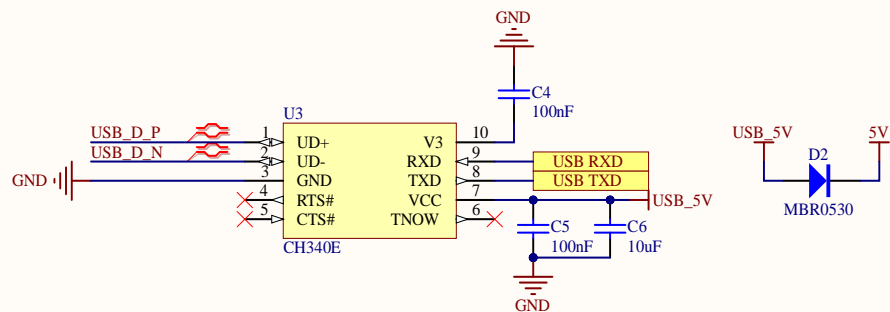 GND
C4
100nF
U3
USB_D_P
1
UD+
V3
10
USB_D_N
2
UD-
RXD
9
USB RXD
GND
3
GND
TXD
8
USB TXD
4
RTS#
VCC
7
USB_5V
5
CTS#
TNOW
6
CH340E
C5
100nF
C6
10uF
GND
USB_5V
5V
D2
MBR0530